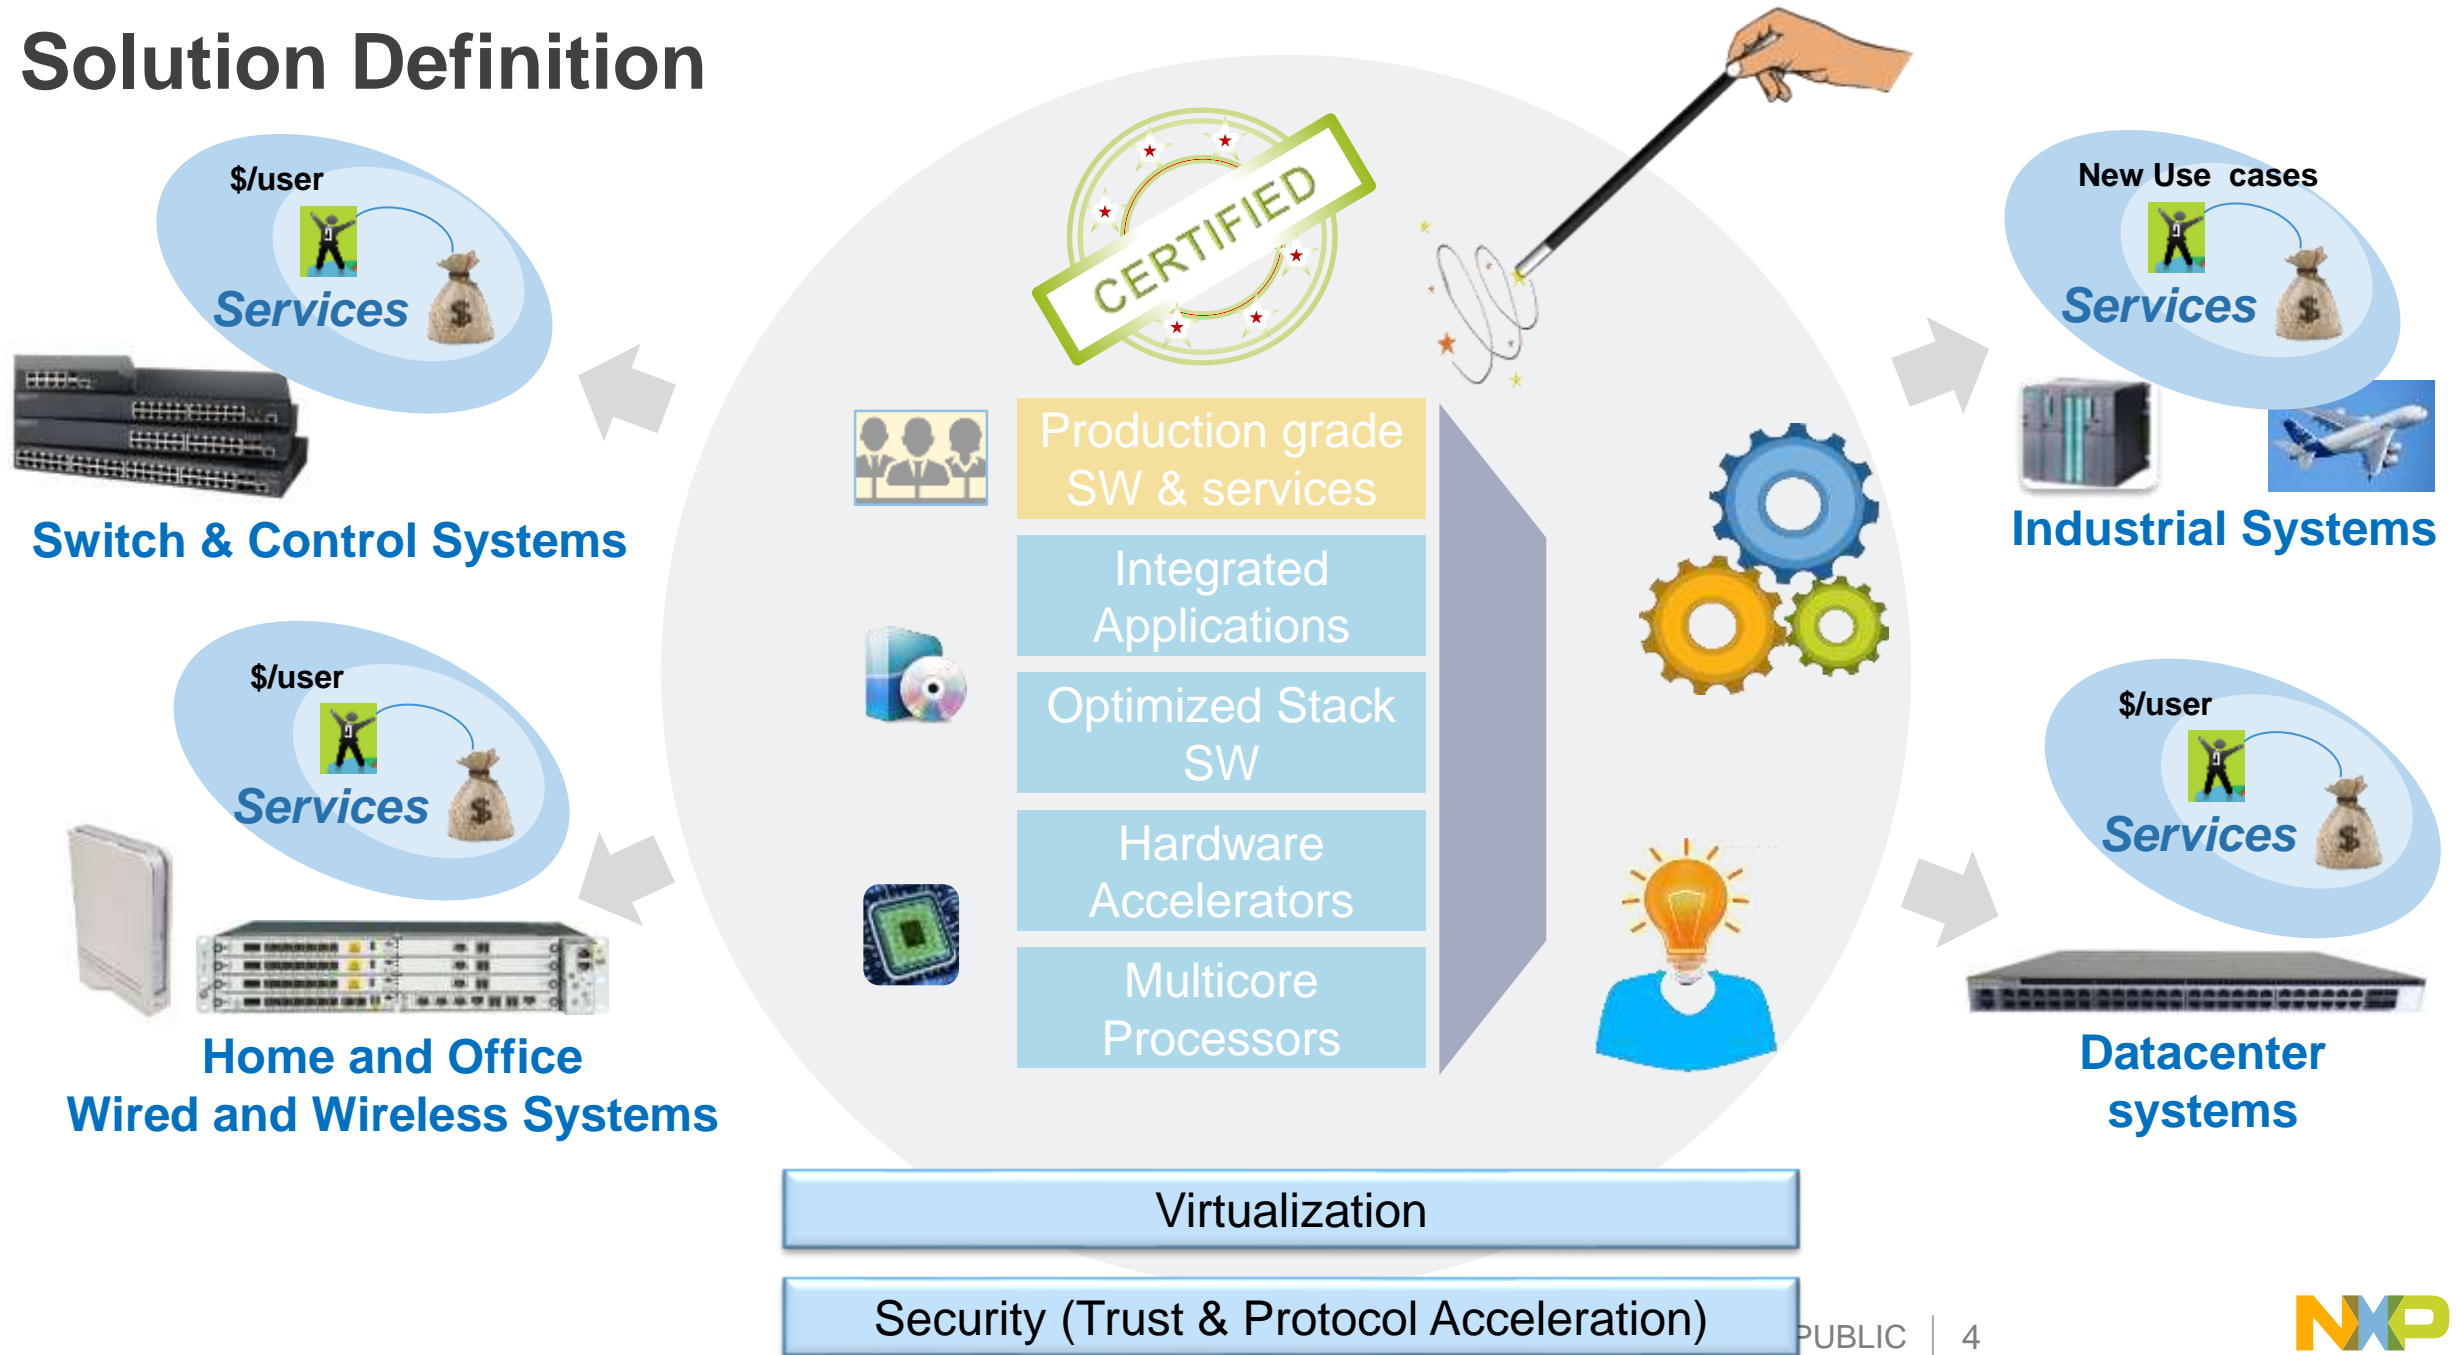 Solution Definition
$/user
Services
Switch & Control Systems
$/user
Services
Home and Office
Wired and Wireless Systems
CERTIFIED
Production grade
SW & services
Integrated
Applications
Optimized Stack
SW
Hardware
Accelerators
Multicore
Processors
New Use cases
Services
Industrial Systems
$/user
Services
Datacenter
systems
Virtualization
Security (Trust & Protocol Acceleration)
PUBLIC | 4
NXP